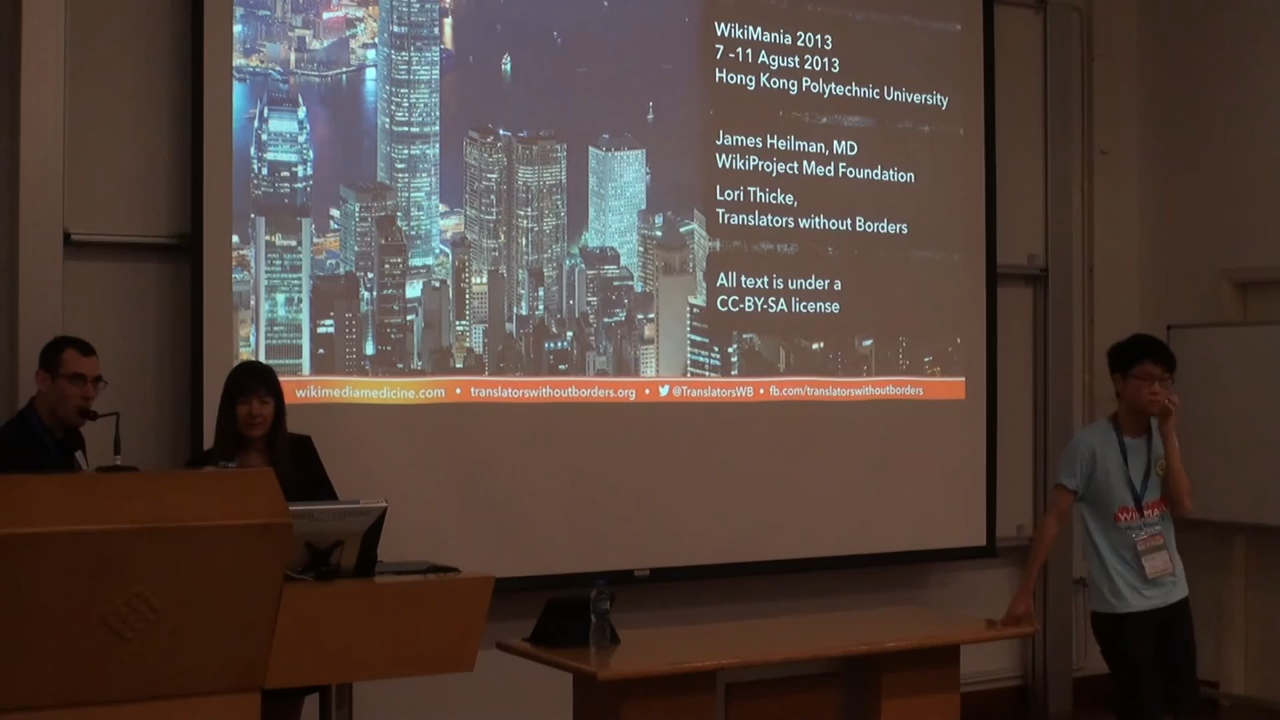 WikiMania 2013
7 -11 Agust 2013
Hong Kong Polytechnic University
James Heilman, MD
WikiProject Med Foundation
Lori Thicke,
Translators without Borders
All text is under a
CC-BY-SA license
wikimediamedicine.com • translatorswithoutborders.org • @TranslatorsWB • fb.com/translatorswithoutborders